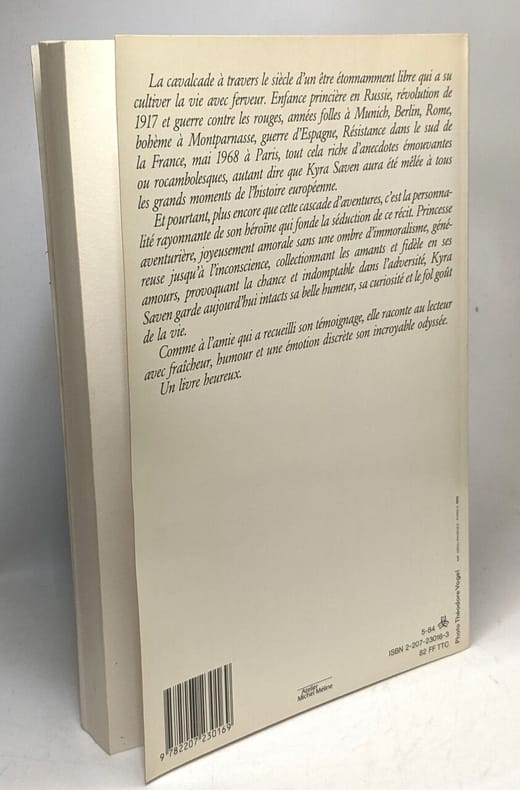 La cavalcade à travers le siècle d'un être étonnamment libre qui a su
cultiver la vie avec ferveur. Enfance princière en Russie, révolution de
1917 et guerre contre les rouges, années folles à Munich, Berlin, Rome,
bohème à Montparnasse, guerre d'Espagne, Résistance dans le sud de
la France, mai 1968 à Paris, tout cela riche d'anecdotes émouvantes
ou rocambolesques, autant dire que Kyra Saven aura été mêlée à tous
les grands moments de l'histoire européenne.
Et pourtant, plus encore que cette cascade d'aventures, c'est la personna-
lité rayonnante de son héroïne qui fonde la séduction de ce récit. Princesse
aventurière, joyeusement amorale sans une ombre d'immoralisme, géné-
reuse jusqu'à l'inconscience, collectionnant les amants et fidèle en ses
amours, provoquant la chance et indomptable dans l'adversité, Kyra
Saven garde aujourd'hui intacts sa belle humeur, sa curiosité et le fol goût
de la vie.
Comme à l'amie qui a recueilli son témoignage, elle raconte au lecteur
avec fraîcheur, humour et une émotion discrète son incroyable odyssée.
Un livre heureux.
Photo Théodore Vogel
5-84
ISBN 2-207-23016-3
82 FF TTC
Atelier
Michel Méline
9 782207 230169